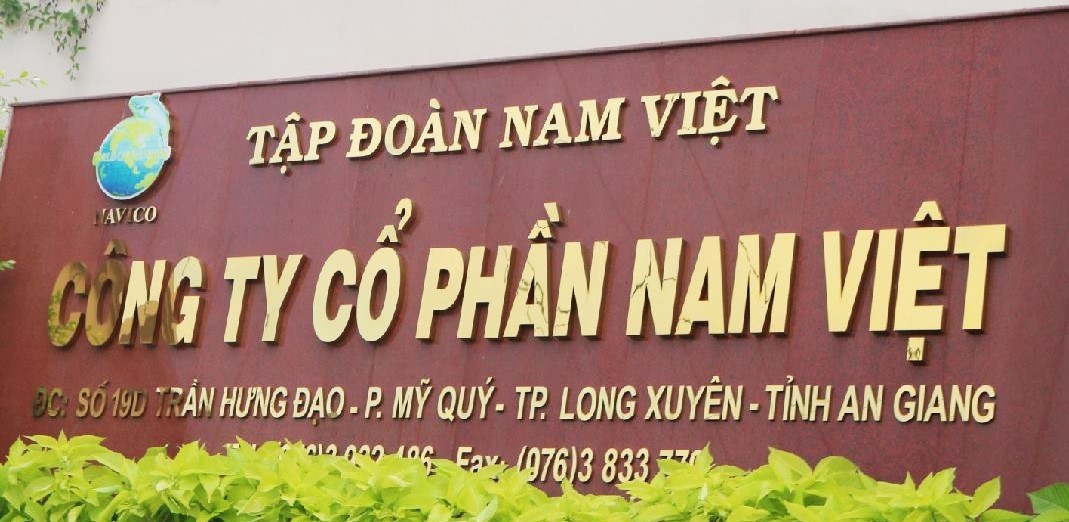 TẬP ĐOÀN NAM VIỆT
NAVICO
CÔNG TY CỔ PHẦN NAM VIỆT
ĐC: SỐ 19D TRẦN HƯNG ĐẠO - P. MỸ QUÝ - TP. LONG XUYÊN - TỈNH AN GIANG
Fax: (076)3 833